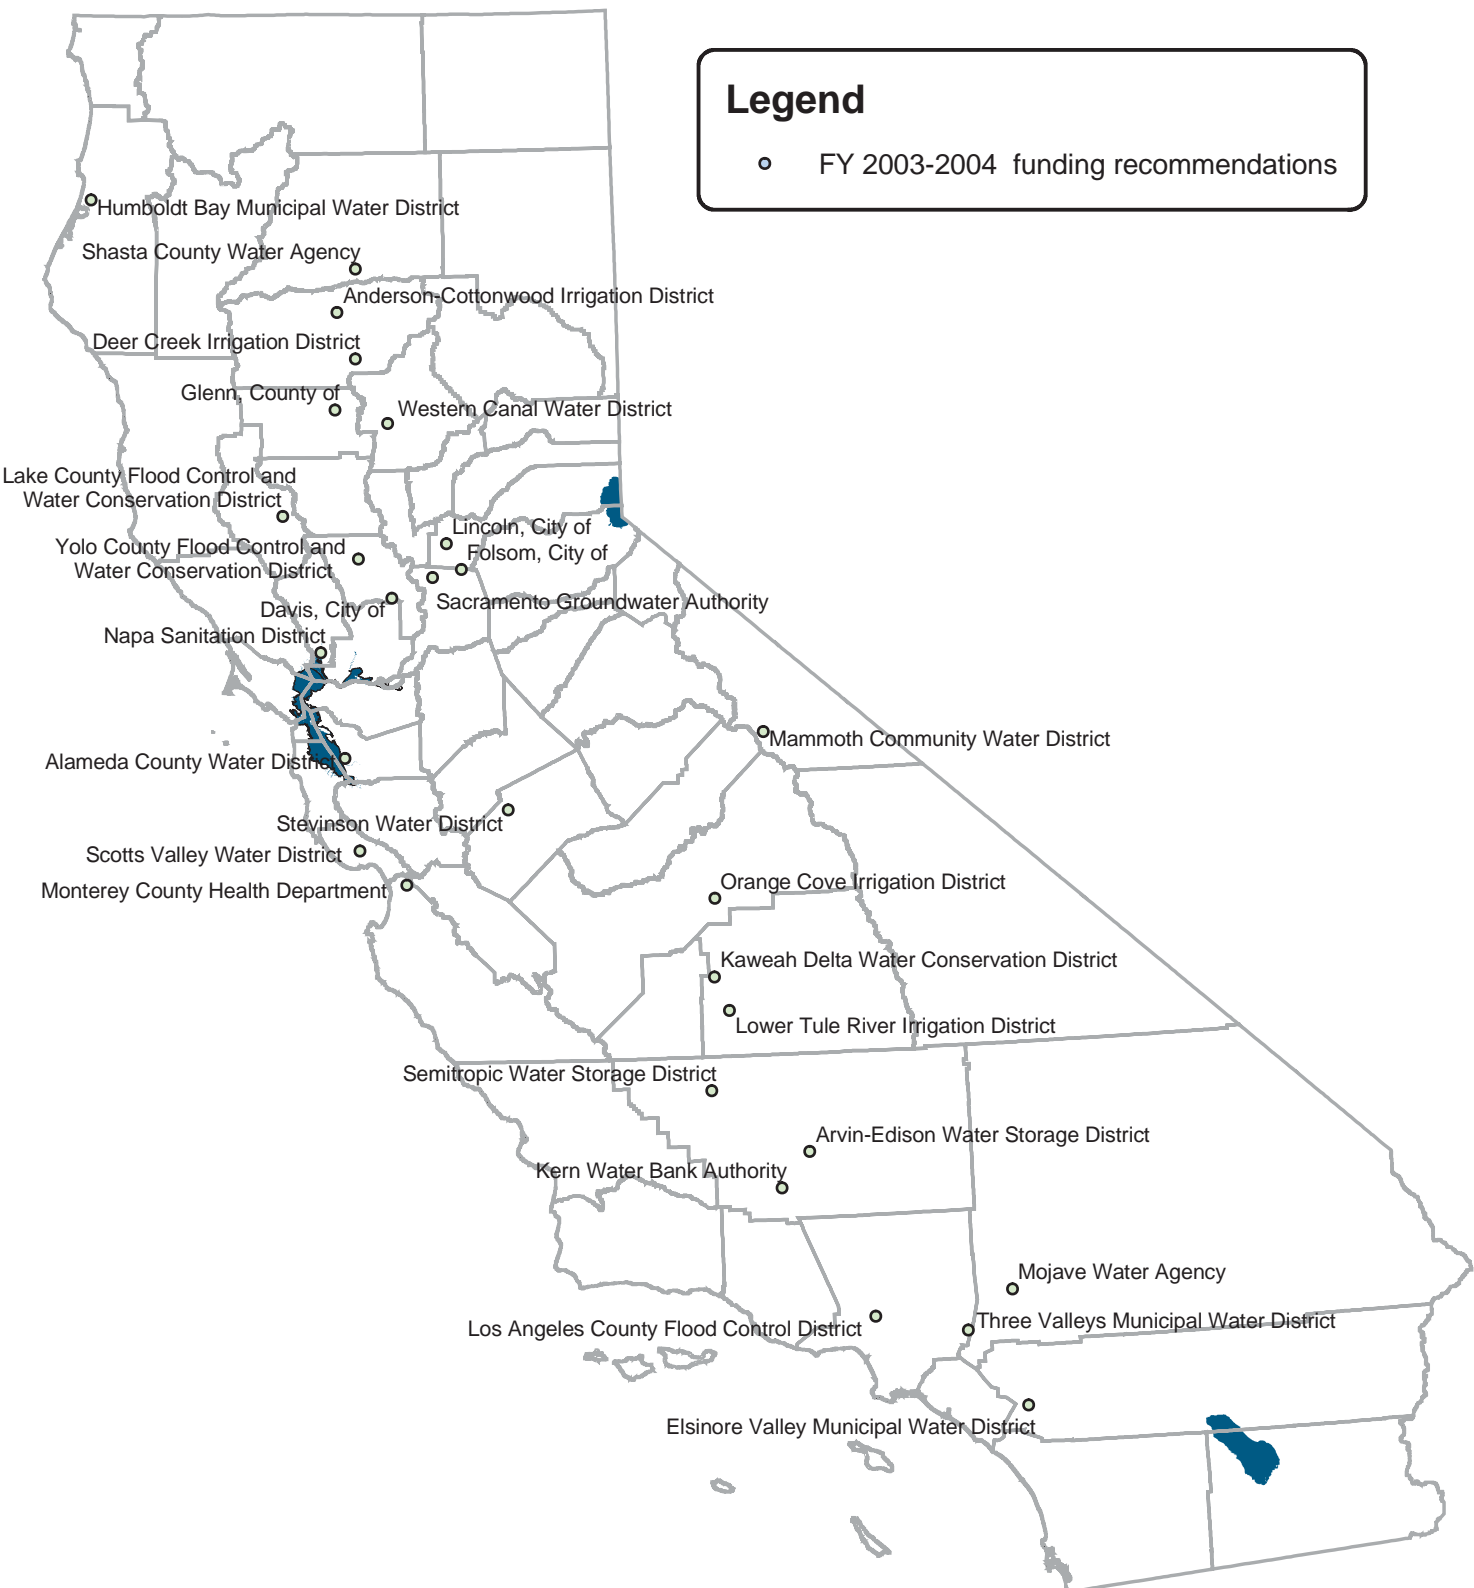 Legend
FY 2003-2004 funding recommendations
Humboldt Bay Municipal Water District
Shasta County Water Agency
Anderson-Cottonwood Irrigation District
Deer Creek Irrigation District
Glenn, County of
Western Canal Water District
Lake County Flood Control and
Water Conservation District
Lincoln, City of
Yolo County Flood Control and
Folsom, City of
Water Conservation District
Davis, City of
Sacramento Groundwater Authority
Napa Sanitation District
Mammoth Community Water District
Alameda County Water District
Stevinson Water District
Scotts Valley Water District
Monterey County Health Department
Orange Cove Irrigation District
Kaweah Delta Water Conservation District
Lower Tule River Irrigation District
Semitropic Water Storage District
Arvin-Edison Water Storage District
Kern Water Bank Authority
Mojave Water Agency
Three Valleys Municipal Water District
Los Angeles County Flood Control District
Elsinore Valley Municipal Water District